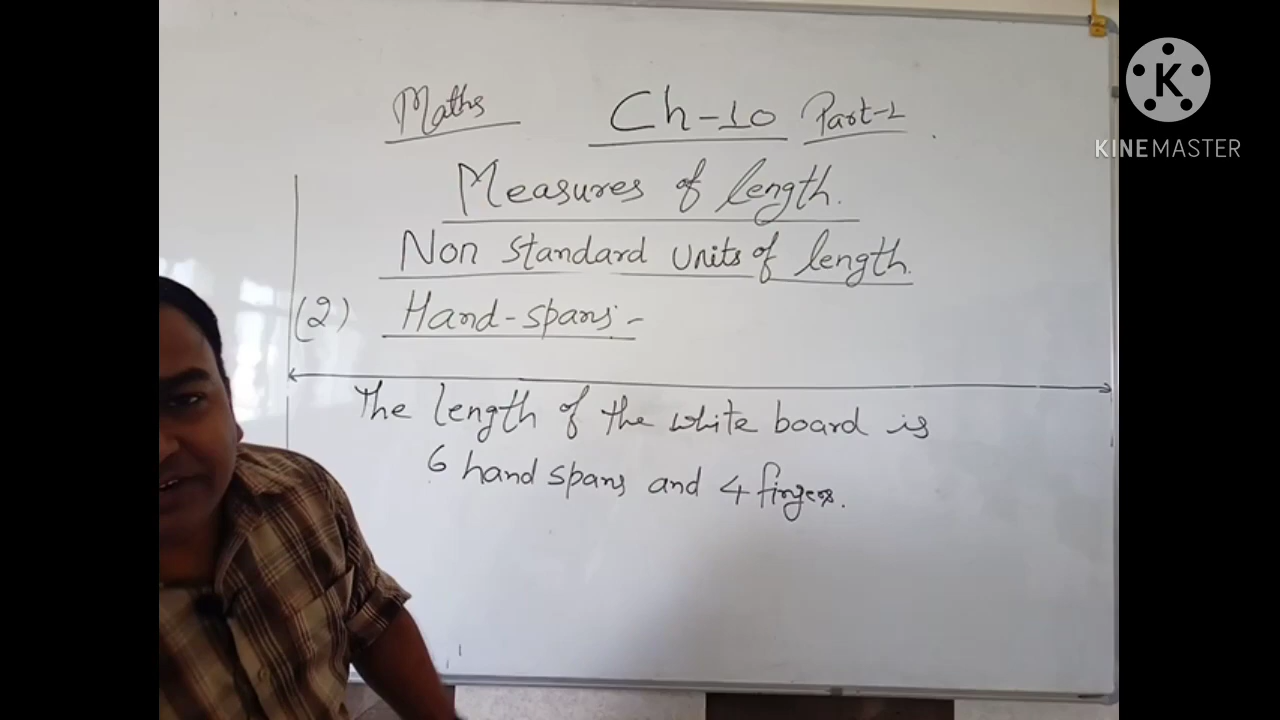 Maths Ch-10 Part-1
Measures of length.
Non standard units of length.
(2) Hand-spans:-
The length of the white board is
6 hand spans and 4 fingers.
K
KINEMASTER